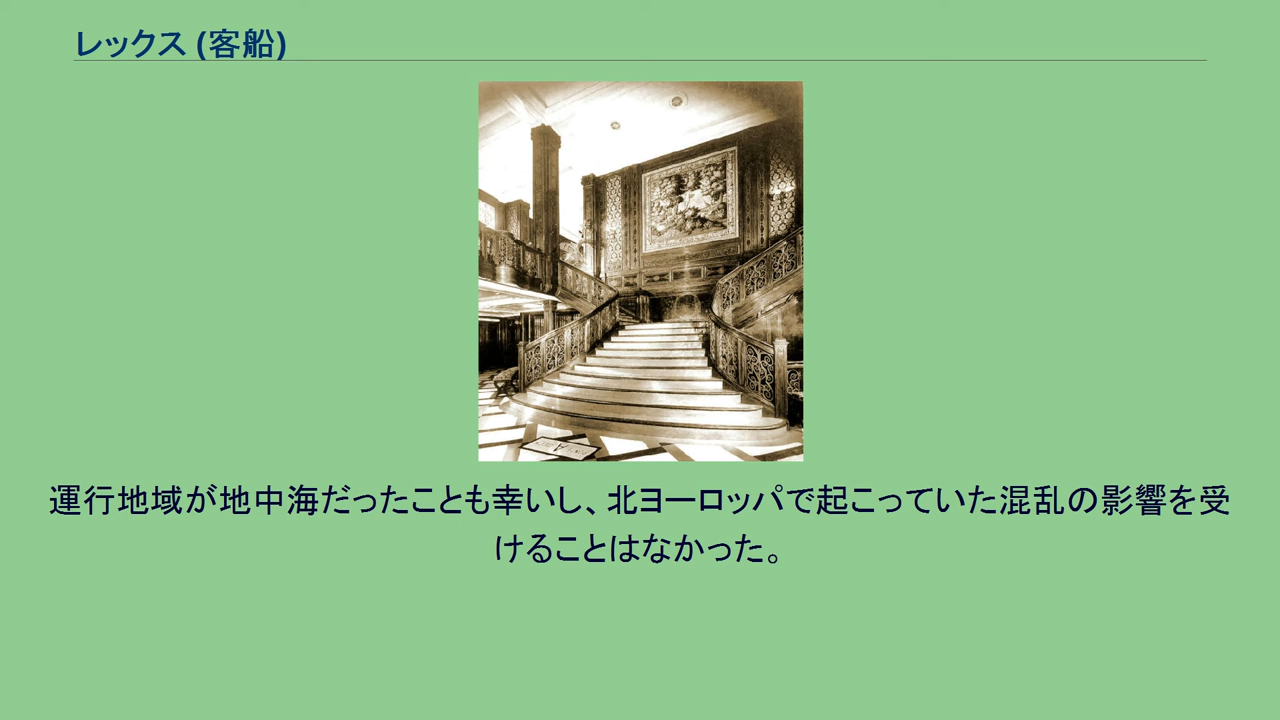 レックス (客船)
運行地域が地中海だったことも幸いし、北ヨーロッパで起こっていた混乱の影響を受
けることはなかった。